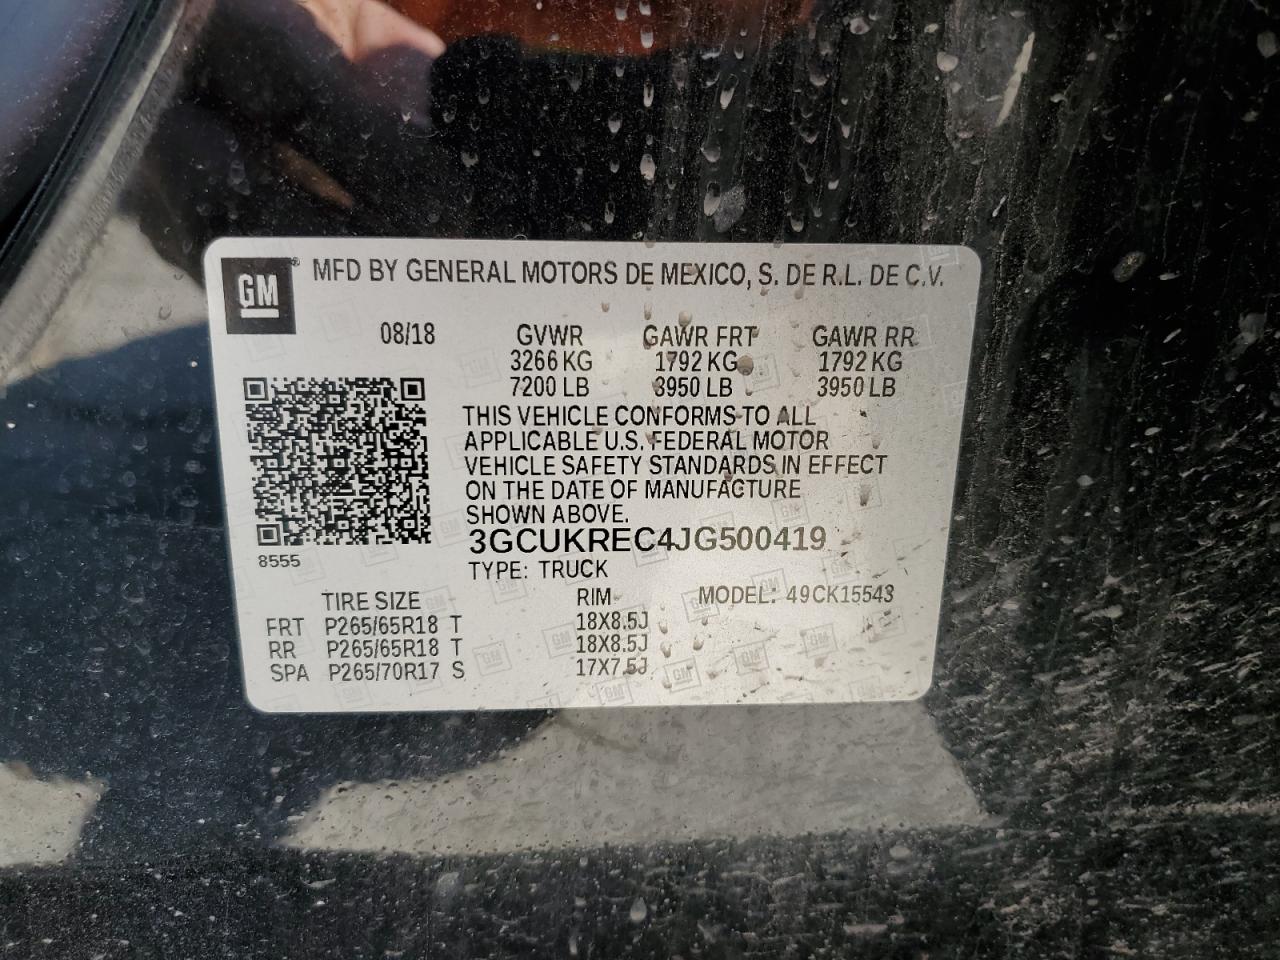 GM® MFD BY GENERAL MOTORS DE MEXICO, S. DE R.L. DE C.V.
08/18 GVWR GAWR FRT GAWR RR
3266 KG 1792 KG 1792 KG
7200 LB 3950 LB 3950 LB
THIS VEHICLE CONFORMS TO ALL
APPLICABLE U.S. FEDERAL MOTOR
VEHICLE SAFETY STANDARDS IN EFFECT
ON THE DATE OF MANUFACTURE
SHOWN ABOVE.
3GCUKREC4JG500419
8555
TYPE: TRUCK
TIRE SIZE RIM MODEL: 49CK15543
FRT P265/65R18 T 18X8.5J
RR P265/65R18 T 18X8.5J
SPA P265/70R17 S 17X7.5J